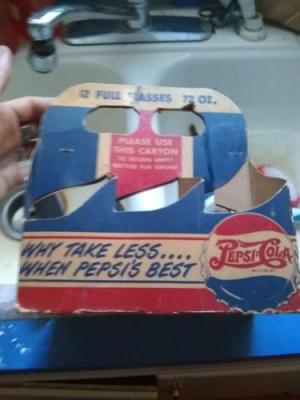 12 FULL GLASSES 72 OZ.
PLEASE USE
THIS CARTON
TO RETURN EMPTY
BOTTLES FOR REFUND
WHY TAKE LESS....
WHEN PEPSI'S BEST
PEPSI-COLA